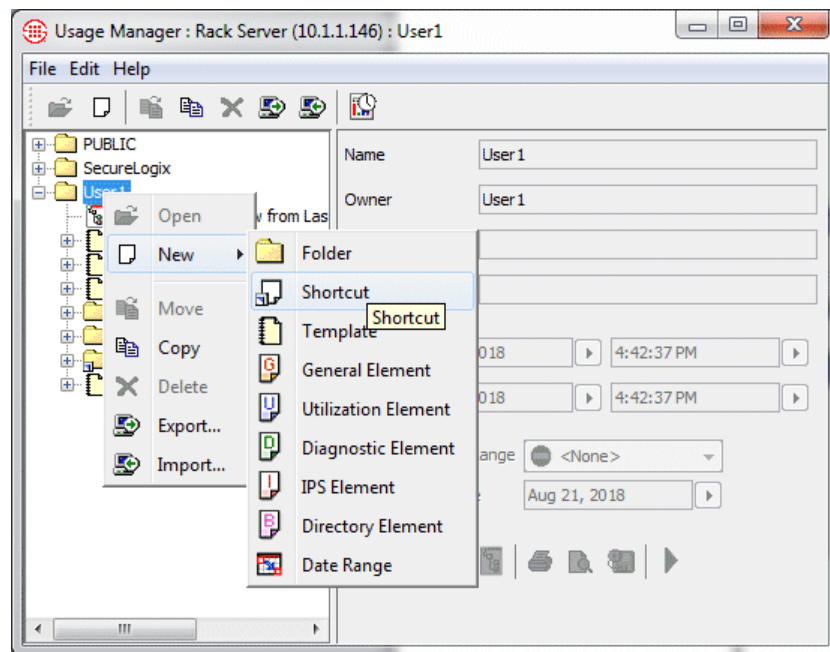 Usage Manager : Rack Server (10.1.1.146) : User1
File Edit Help
PUBLIC
SecureLogix
User1
from Las
Name User1
Owner User1
Open
New
Move
Copy
Delete
Export...
Import...
Folder
Shortcut
Shortcut
Template
General Element
Utilization Element
Diagnostic Element
IPS Element
Directory Element
Date Range
018 4:42:37 PM
018 4:42:37 PM
ange <None>
Aug 21, 2018